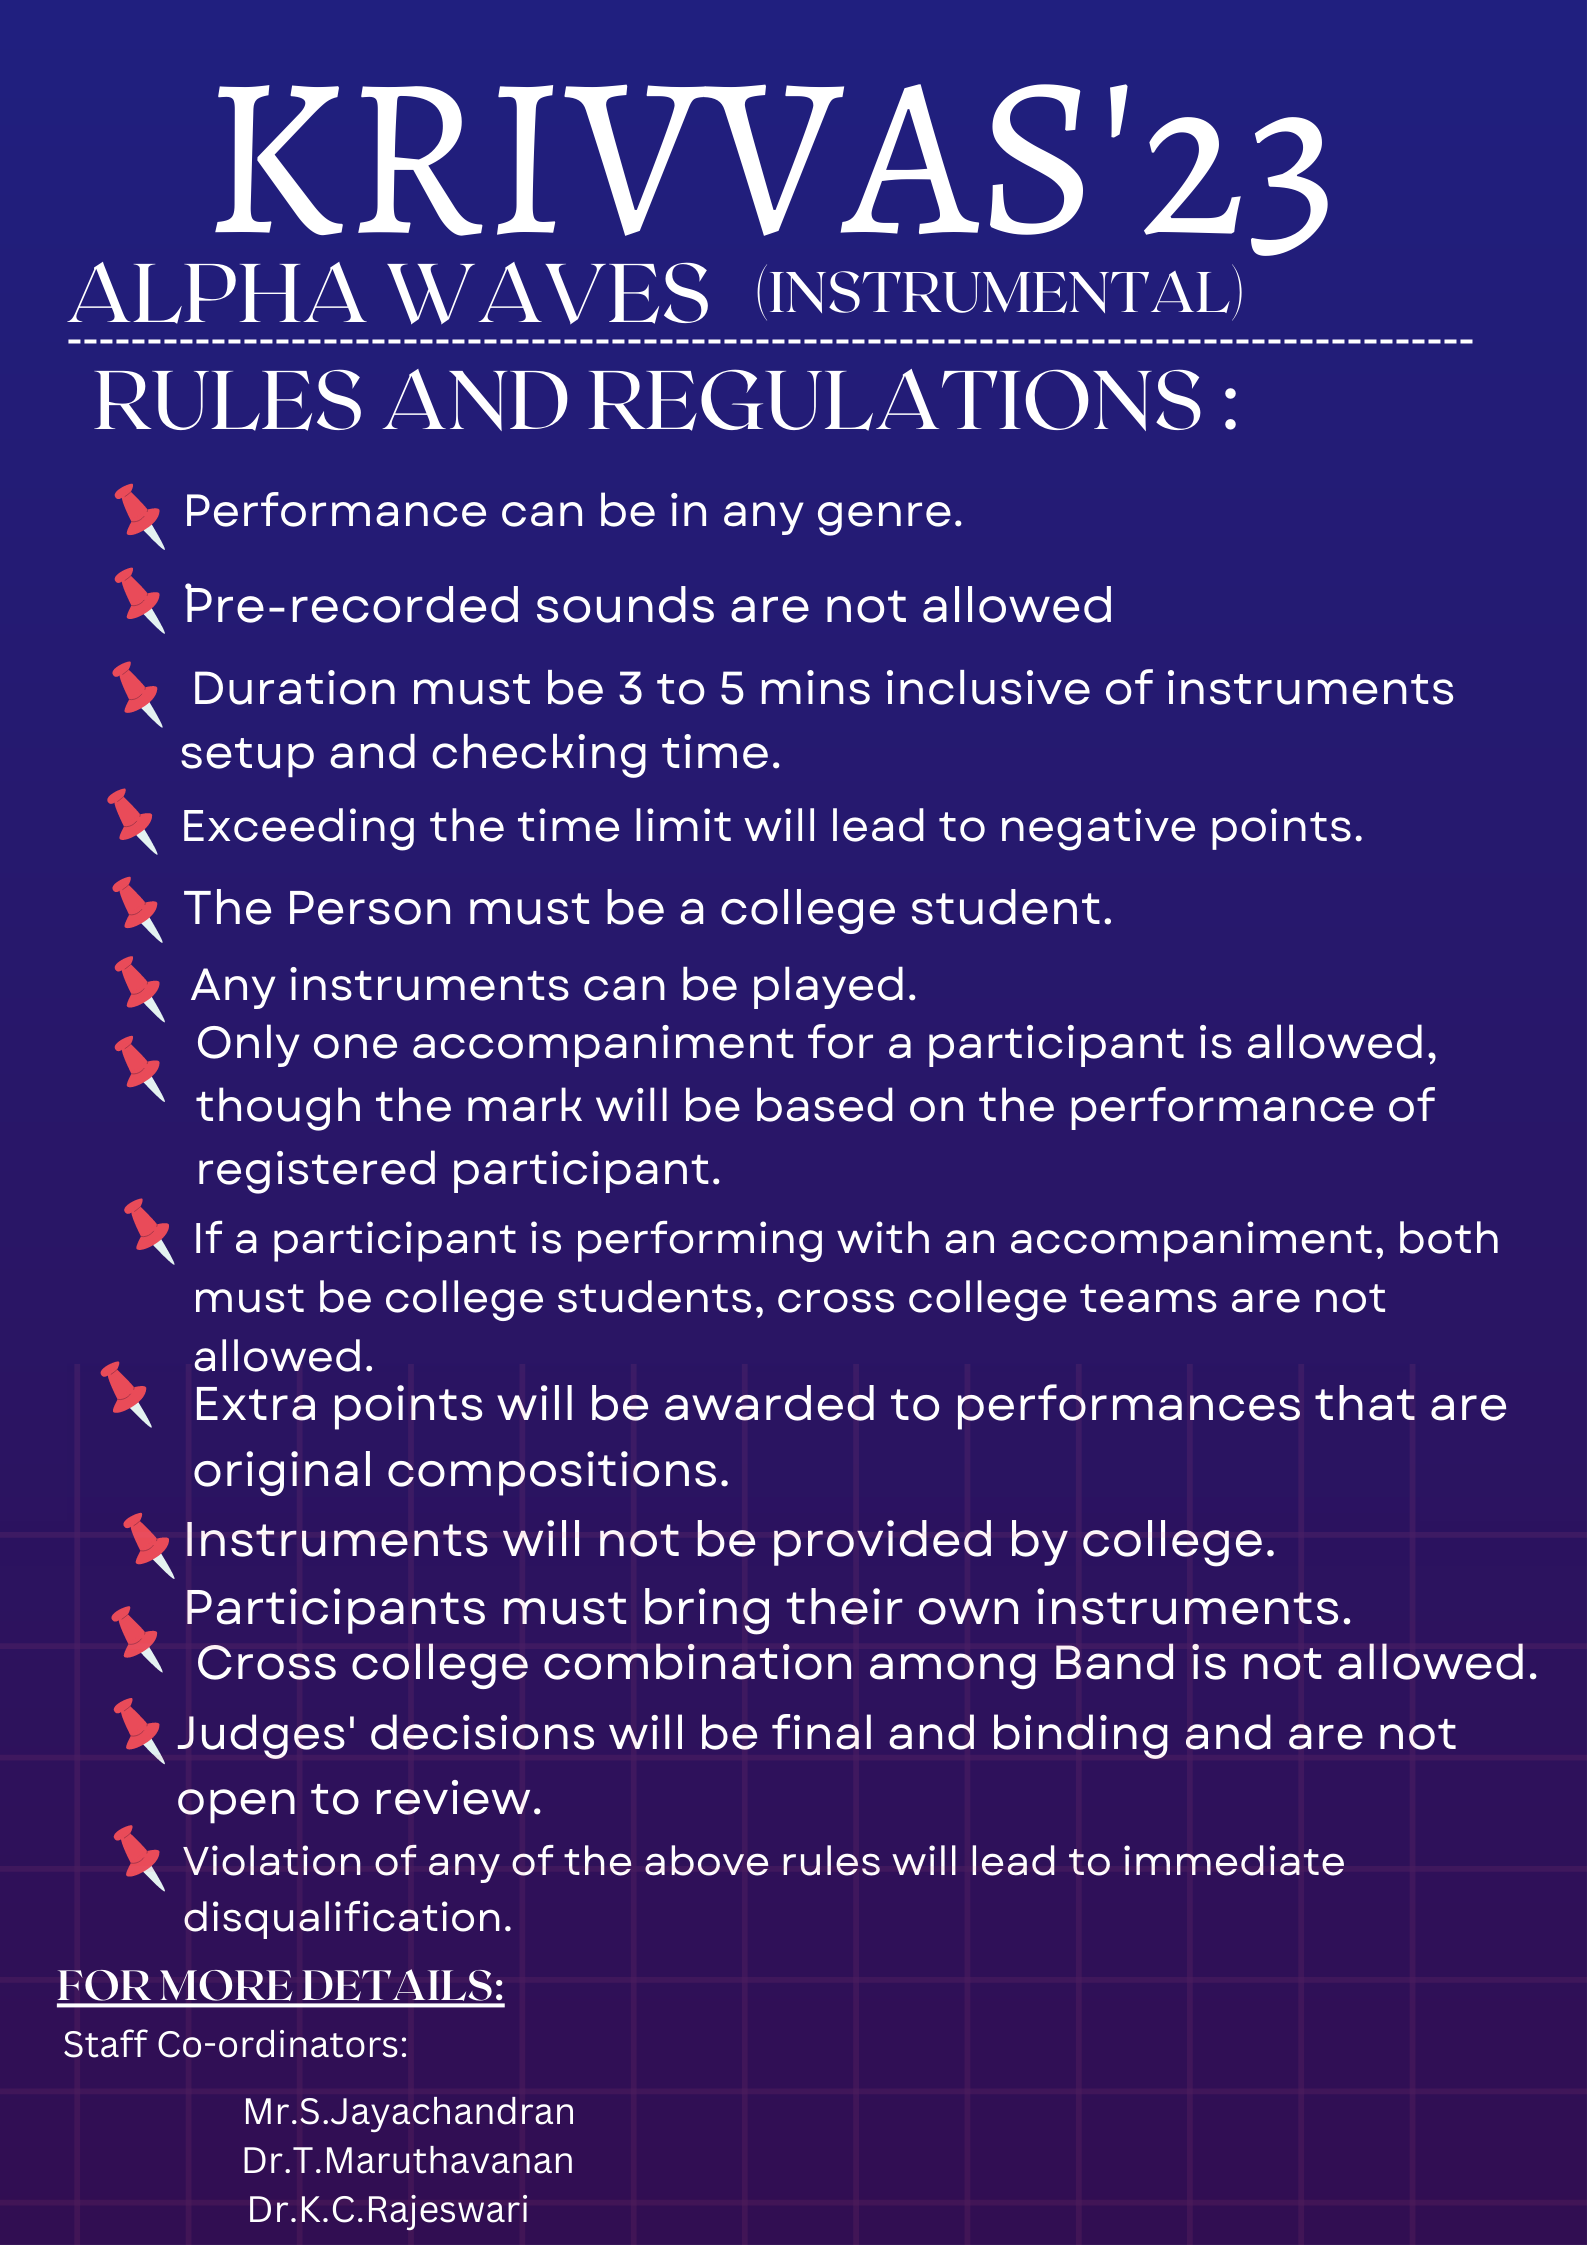 KRIVVAS'23
ALPHA WAVES (INSTRUMENTAL)
RULES AND REGULATIONS :
Performance can be in any genre.
Pre-recorded sounds are not allowed
Duration must be 3 to 5 mins inclusive of instruments
setup and checking time.
Exceeding the time limit will lead to negative points.
The Person must be a college student.
Any instruments can be played.
Only one accompaniment for a participant is allowed,
though the mark will be based on the performance of
registered participant.
If a participant is performing with an accompaniment, both
must be college students, cross college teams are not
allowed.
Extra points will be awarded to performances that are
original compositions.
Instruments will not be provided by college.
Participants must bring their own instruments.
Cross college combination among Band is not allowed.
Judges' decisions will be final and binding and are not
open to review.
Violation of any of the above rules will lead to immediate
disqualification.
FOR MORE DETAILS:
Staff Co-ordinators:
Mr.S.Jayachandran
Dr.T.Maruthavanan
Dr.K.C.Rajeswari